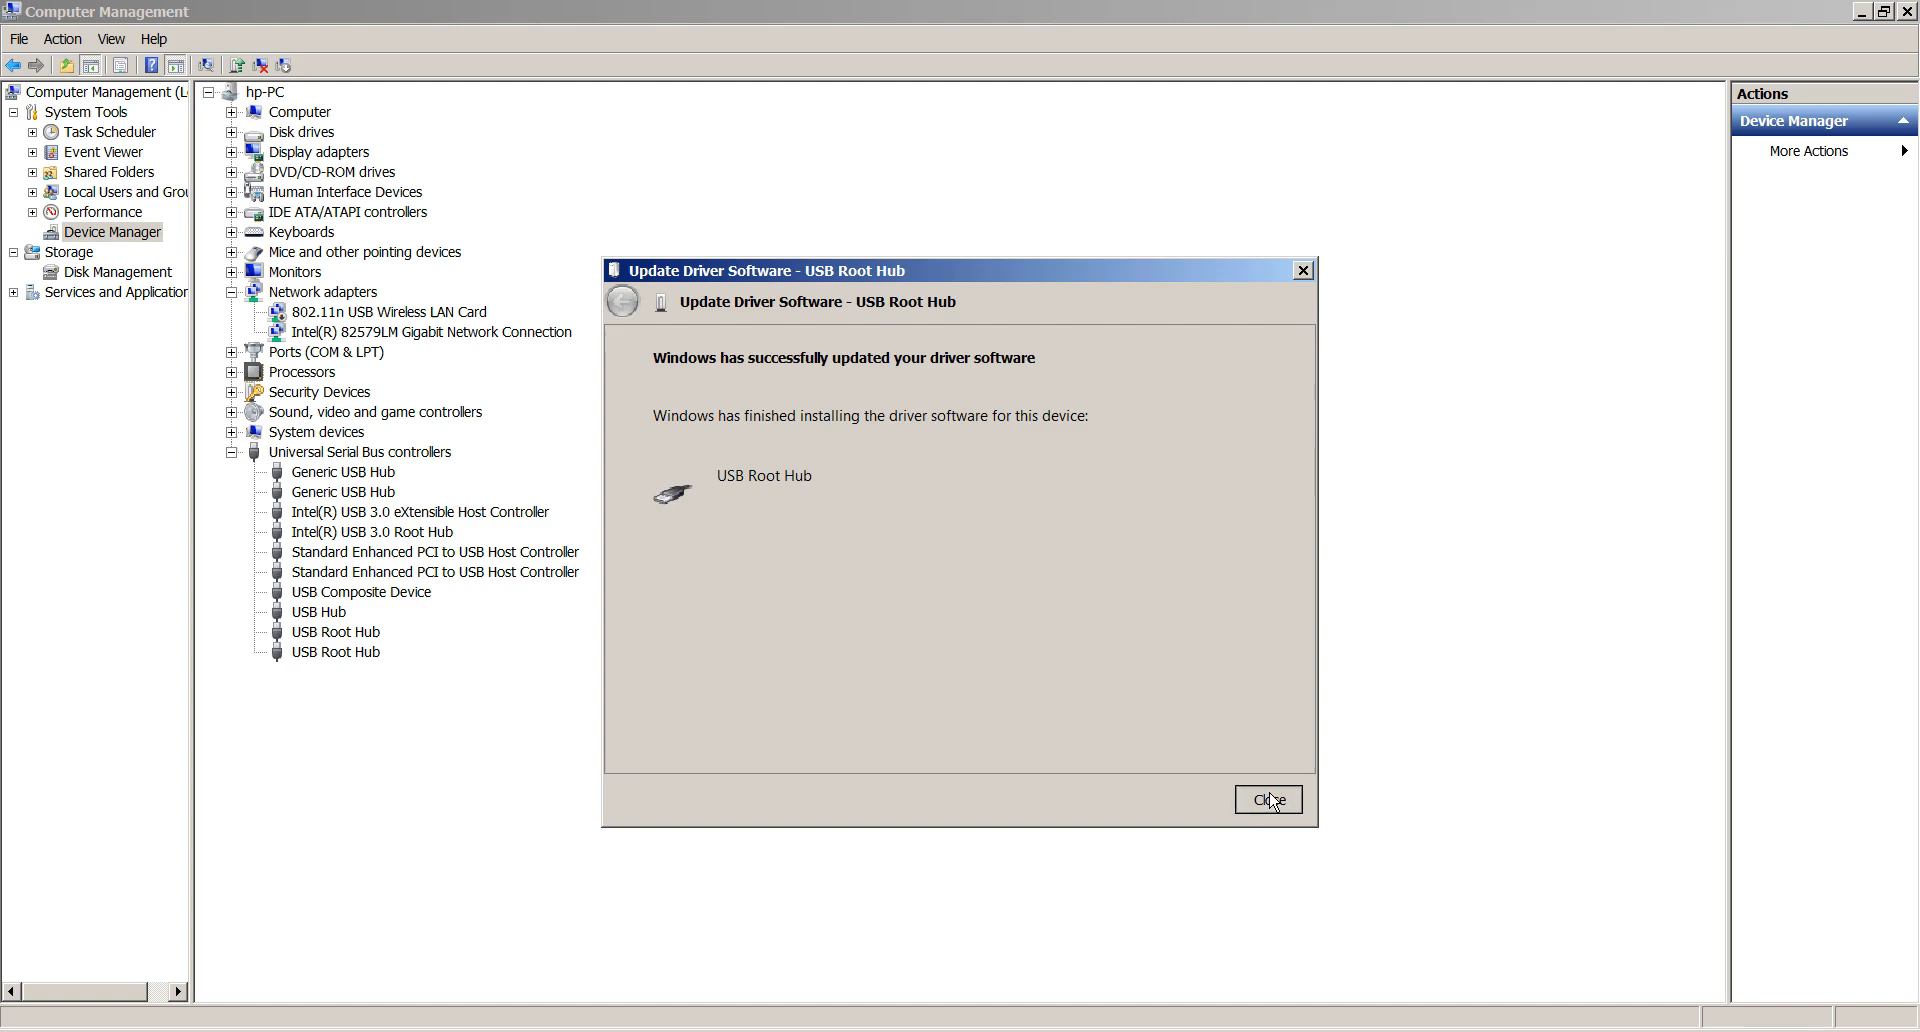 Computer Management
File Action View Help
Computer Management (L
System Tools
Task Scheduler
Event Viewer
Shared Folders
Local Users and Grou
Performance
Device Manager
Storage
Disk Management
Services and Application
hp-PC
Computer
Disk drives
Display adapters
DVD/CD-ROM drives
Human Interface Devices
IDE ATA/ATAPI controllers
Keyboards
Mice and other pointing devices
Monitors
Network adapters
802.11n USB Wireless LAN Card
Intel(R) 82579LM Gigabit Network Connection
Ports (COM & LPT)
Processors
Security Devices
Sound, video and game controllers
System devices
Universal Serial Bus controllers
Generic USB Hub
Generic USB Hub
Intel(R) USB 3.0 eXtensible Host Controller
Intel(R) USB 3.0 Root Hub
Standard Enhanced PCI to USB Host Controller
Standard Enhanced PCI to USB Host Controller
USB Composite Device
USB Hub
USB Root Hub
USB Root Hub
Update Driver Software - USB Root Hub
Update Driver Software - USB Root Hub
Windows has successfully updated your driver software
Windows has finished installing the driver software for this device:
USB Root Hub
Close
Actions
Device Manager
More Actions